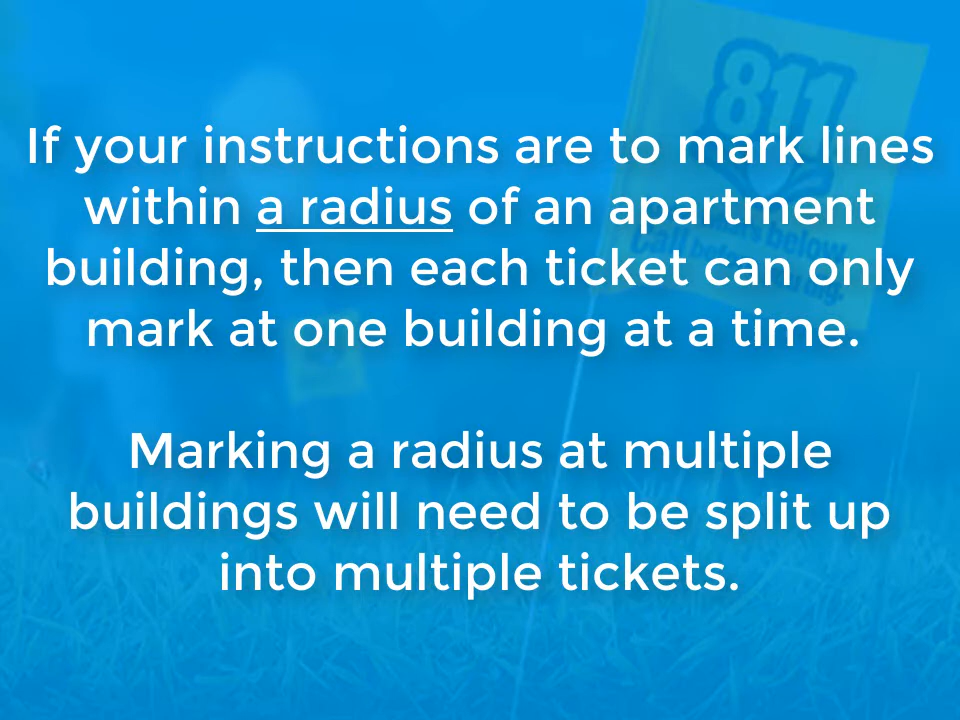 811
If your instructions are to mark lines
within a radius of an apartment
building, then each ticket can only
mark at one building at a time.
Marking a radius at multiple
buildings will need to be split up
into multiple tickets.